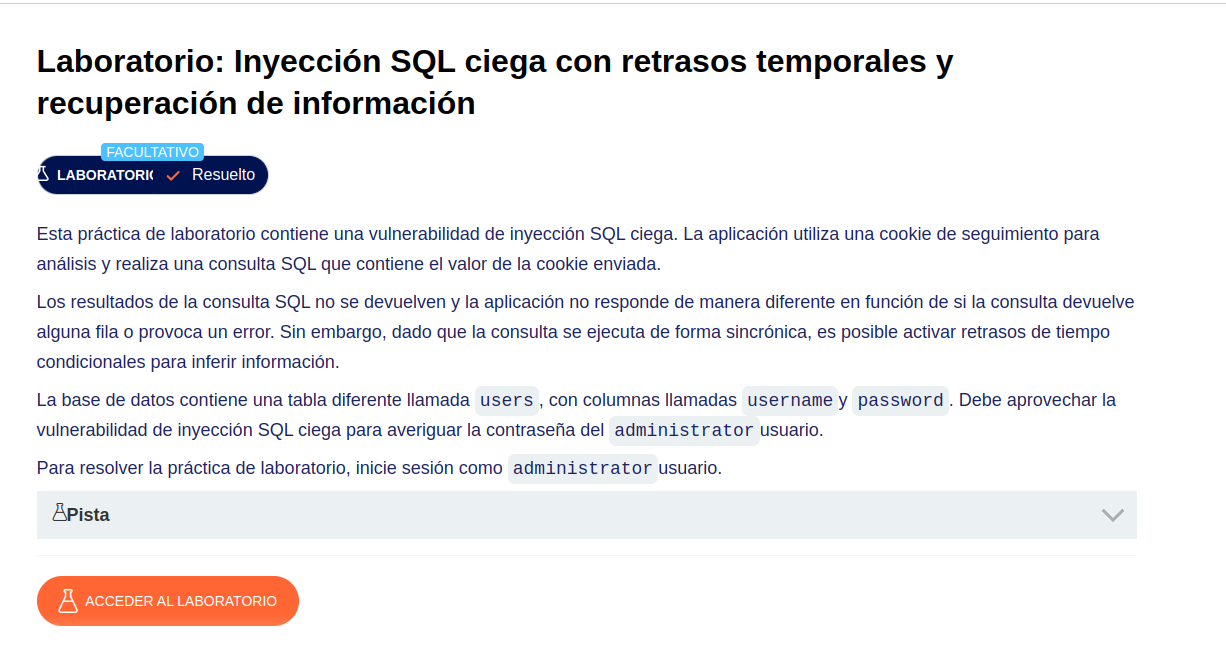 Laboratorio: Inyección SQL ciega con retrasos temporales y
recuperación de información
FACULTATIVO
LABORATORIO Resuelto
Esta práctica de laboratorio contiene una vulnerabilidad de inyección SQL ciega. La aplicación utiliza una cookie de seguimiento para
análisis y realiza una consulta SQL que contiene el valor de la cookie enviada.
Los resultados de la consulta SQL no se devuelven y la aplicación no responde de manera diferente en función de si la consulta devuelve
alguna fila o provoca un error. Sin embargo, dado que la consulta se ejecuta de forma sincrónica, es posible activar retrasos de tiempo
condicionales para inferir información.
La base de datos contiene una tabla diferente llamada users, con columnas llamadas username y password. Debe aprovechar la
vulnerabilidad de inyección SQL ciega para averiguar la contraseña del administrator usuario.
Para resolver la práctica de laboratorio, inicie sesión como administrator usuario.
Pista
ACCEDER AL LABORATORIO